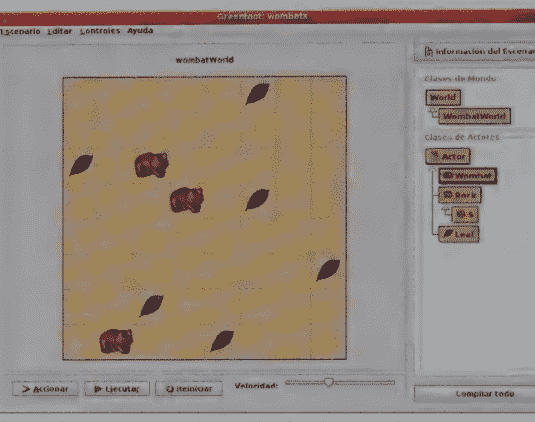 Greenfoot: wombats
Escenario Editar Controles Ayuda
wombatWorld
Información del Escenar
Clases de Mundo
World
WombatWorld
Clases de Actores
Actor
Wombat
Rock
s
Leaf
> Accionar
Ejecutar
Reiniciar
Velocidad:
Compilar todo